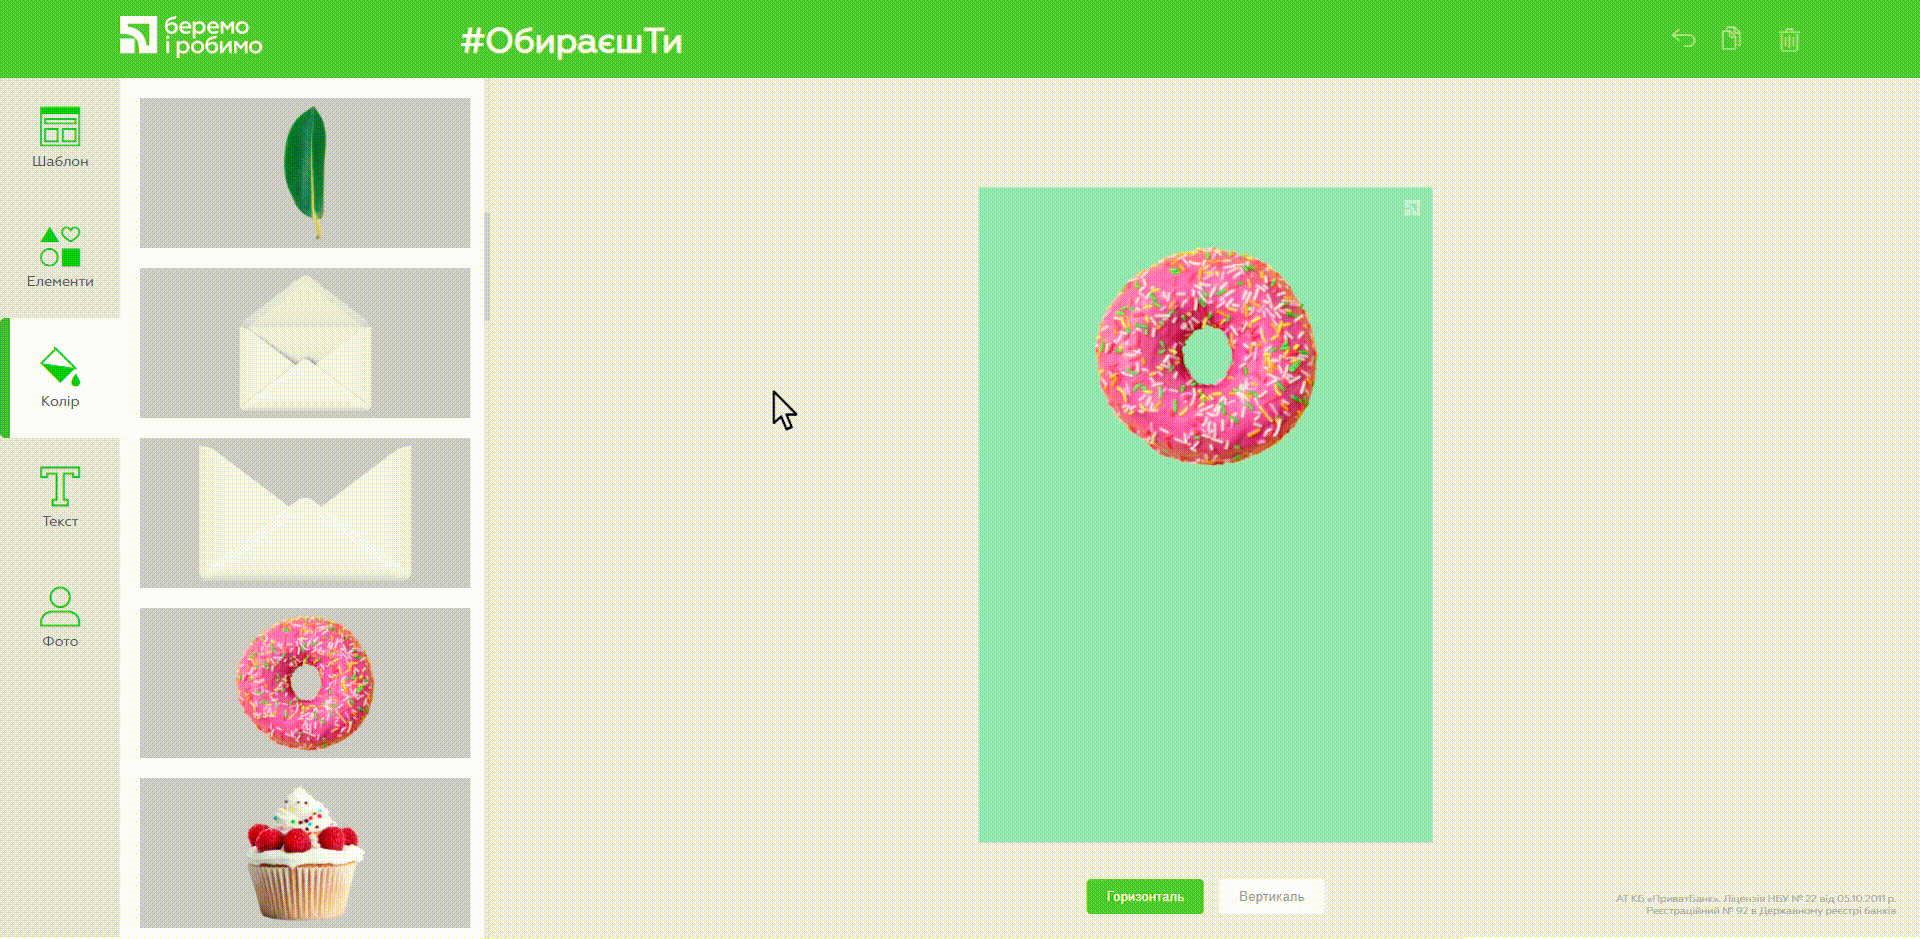 беремо
і робимо
#ОбираєшТи
Шаблон
Елементи
Колір
Текст
Фото
Горизонталь
Вертикаль
АТ КБ «ПриватБанк». Ліцензія НБУ № 22 від 05.10.2011 р.
Реєстраційний № 92 в Державному реєстрі банків